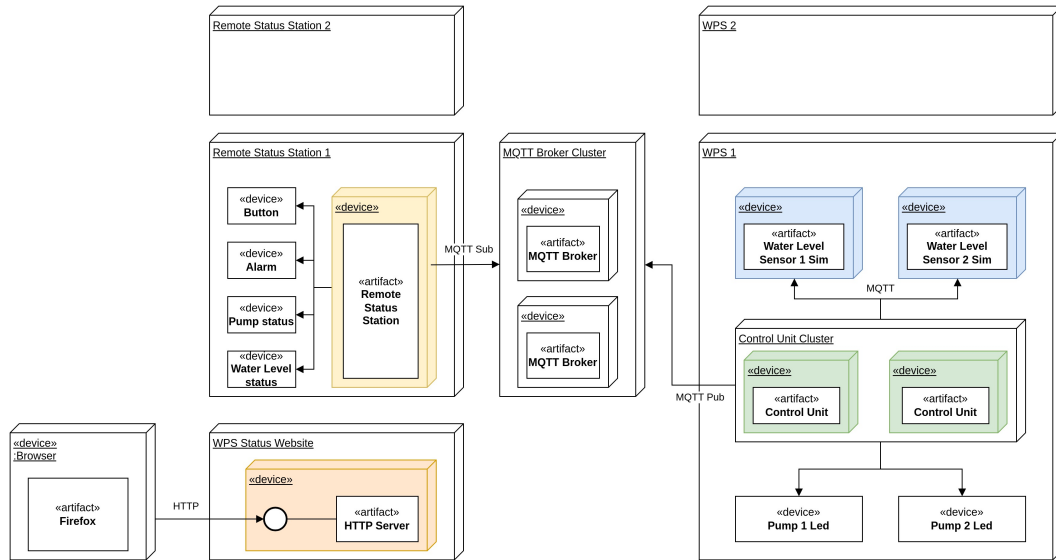 Remote Status Station 2
WPS 2
Remote Status Station 1
«device»
Button
«device»
Alarm
«device»
Pump status
«device»
Water Level
status
«device»
«artifact»
Remote
Status
Station
MQTT Sub
MQTT Broker Cluster
«device»
«artifact»
MQTT Broker
«device»
«artifact»
MQTT Broker
MQTT Pub
WPS 1
«device»
«artifact»
Water Level
Sensor 1 Sim
«device»
«artifact»
Water Level
Sensor 2 Sim
MQTT
Control Unit Cluster
«device»
«artifact»
Control Unit
«device»
«artifact»
Control Unit
«device»
Pump 1 Led
«device»
Pump 2 Led
«device»
:Browser
«artifact»
Firefox
HTTP
WPS Status Website
«device»
«artifact»
HTTP Server